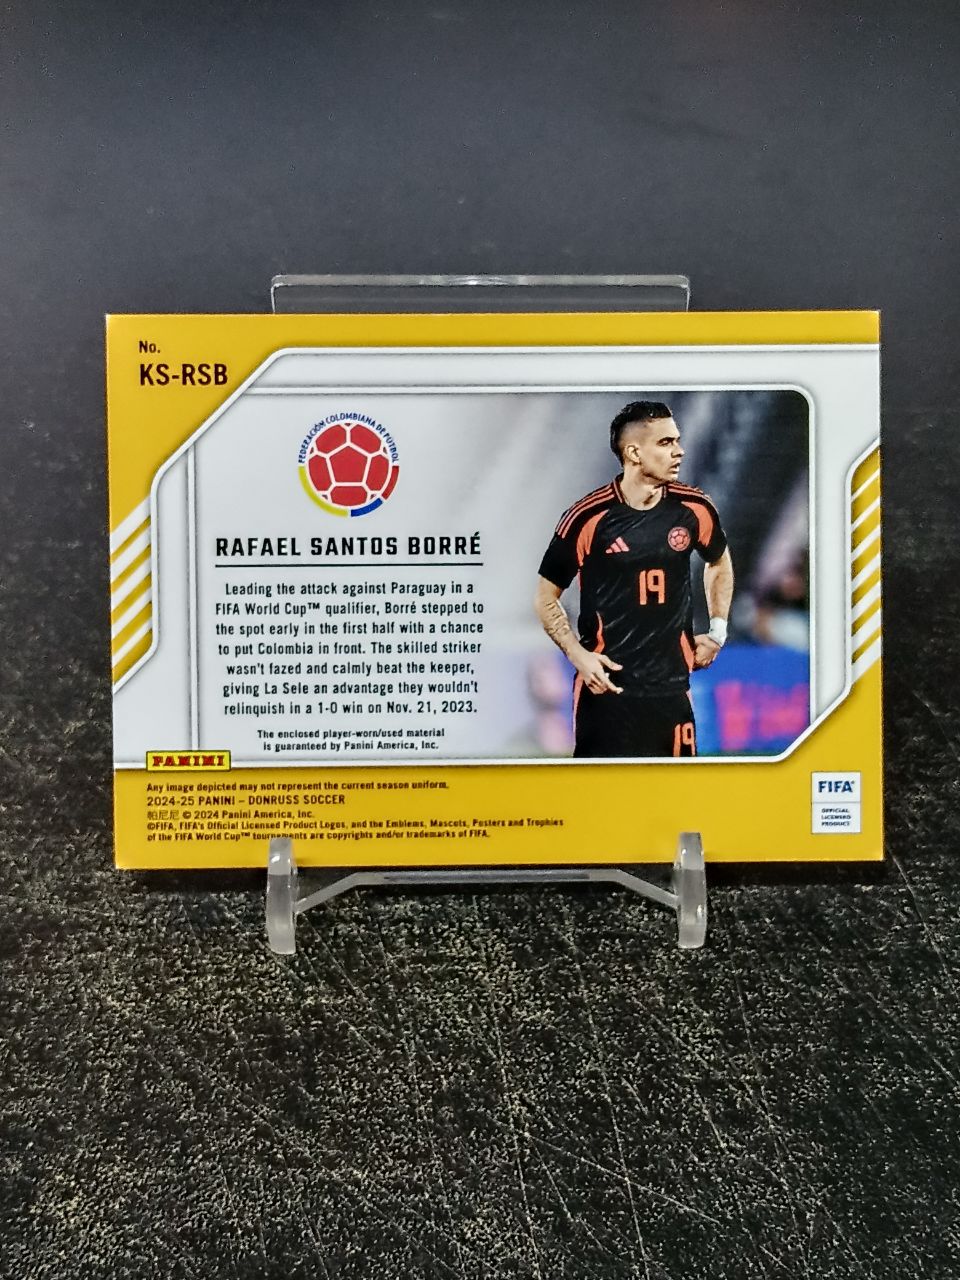 No.
KS-RSB
FEDERACIÓN COLOMBIANA DE FÚTBOL
RAFAEL SANTOS BORRÉ
Leading the attack against Paraguay in a
FIFA World Cup™ qualifier, Borré stepped to
the spot early in the first half with a chance
to put Colombia in front. The skilled striker
wasn't fazed and calmly beat the keeper,
giving La Sele an advantage they wouldn't
relinquish in a 1-0 win on Nov. 21, 2023.
The enclosed player-worn/used material
is guaranteed by Panini America, Inc.
19
19
PANINI
Any image depicted may not represent the current season uniform.
2024-25 PANINI – DONRUSS SOCCER
帕尼尼 © 2024 Panini America, Inc.
©FIFA, FIFA's Official Licensed Product Logos, and the Emblems, Mascots, Posters and Trophies
of the FIFA World Cup™ tournaments are copyrights and/or trademarks of FIFA.
FIFA®
OFFICIAL
LICENSED
PRODUCT